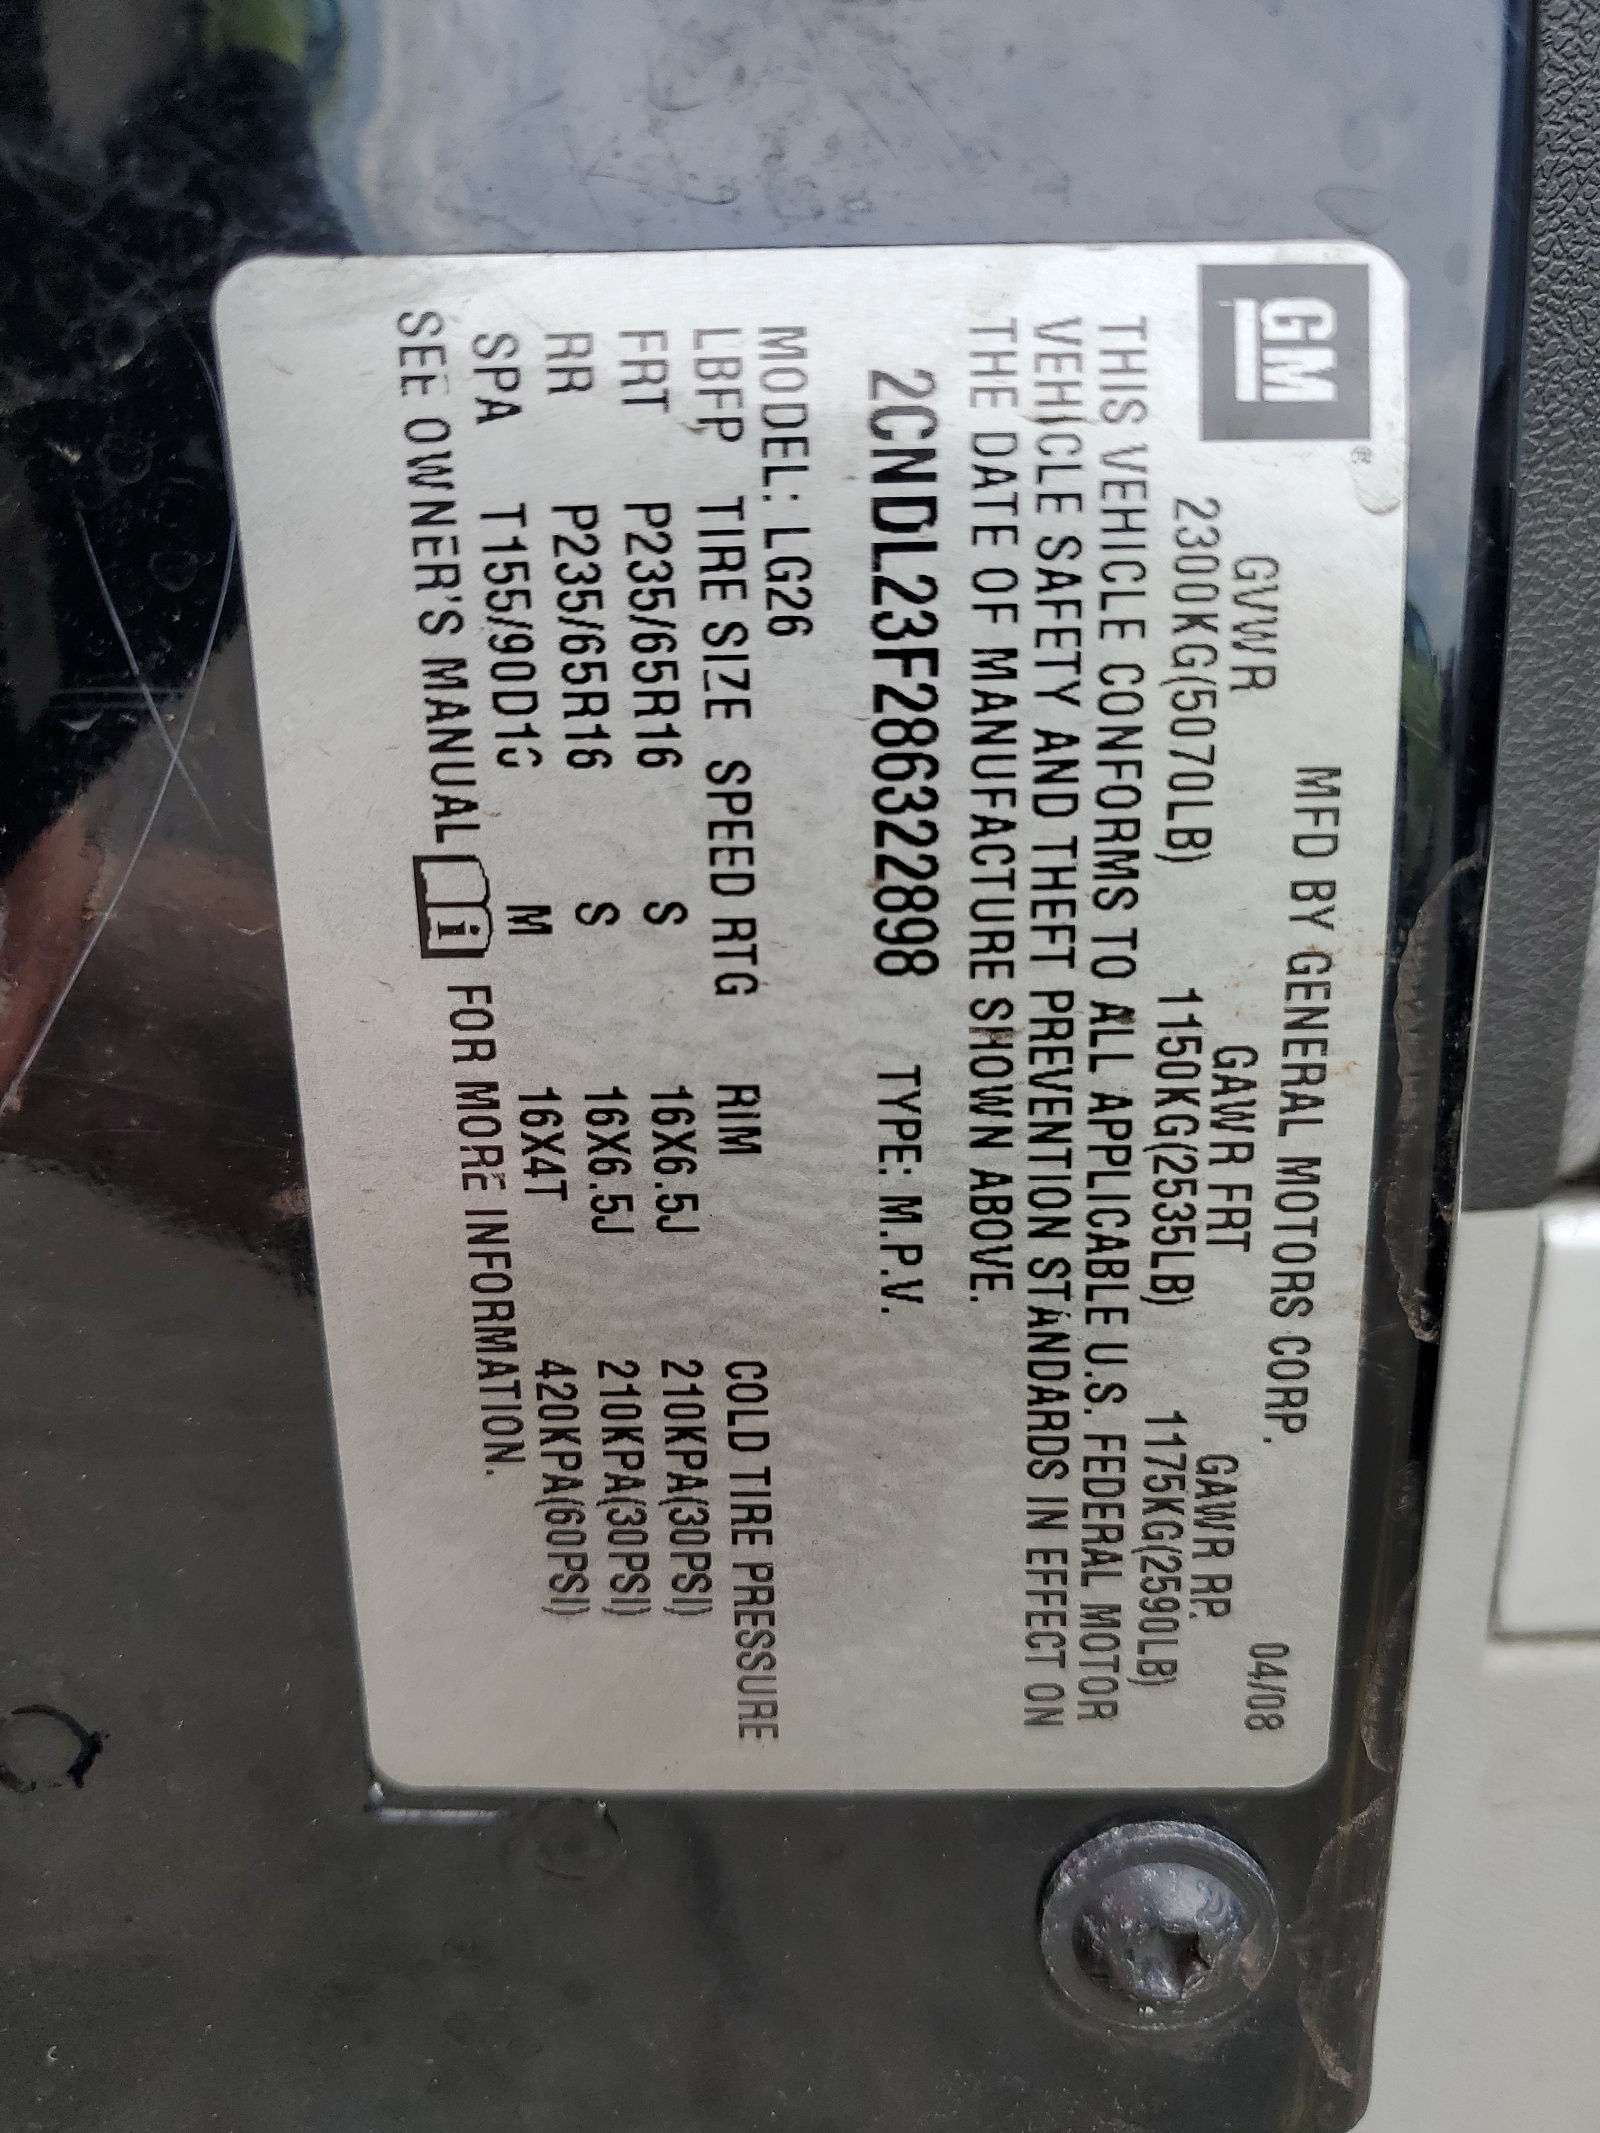 GM ®
MFD BY GENERAL MOTORS CORP. 04/08
GVWR GAWR FRT GAWR RR
2300KG(5070LB) 1150KG(2535LB) 1175KG(2590LB)
THIS VEHICLE CONFORMS TO ALL APPLICABLE U.S. FEDERAL MOTOR
VEHICLE SAFETY AND THEFT PREVENTION STANDARDS IN EFFECT ON
THE DATE OF MANUFACTURE SHOWN ABOVE.
2CNDL23F286322898 TYPE: M.P.V.
MODEL: LG26
LBFP TIRE SIZE SPEED RTG RIM COLD TIRE PRESSURE
FRT P235/65R16 S 16X6.5J 210KPA(30PSI)
RR P235/65R16 S 16X6.5J 210KPA(30PSI)
SPA T155/90D16 M 16X4T 420KPA(60PSI)
SEE OWNER'S MANUAL i FOR MORE INFORMATION.